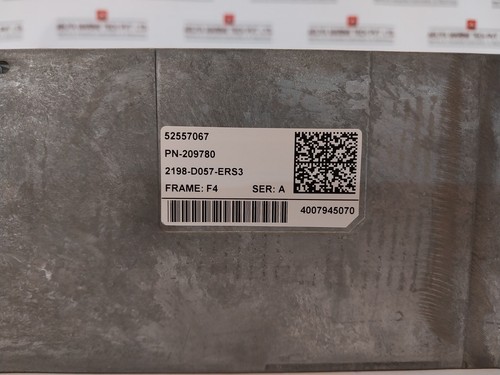 52557067
PN-209780
2198-D057-ERS3
FRAME: F4 SER: A
4007945070